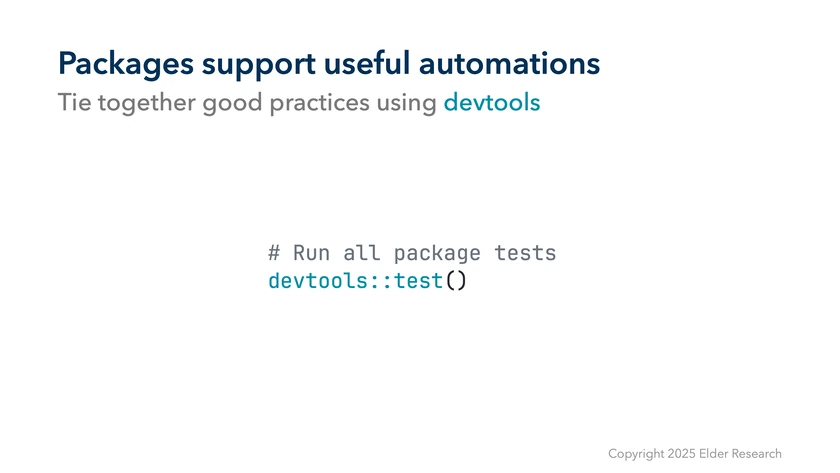 Packages support useful automations
Tie together good practices using devtools
# Run all package tests
devtools::test()
Copyright 2025 Elder Research